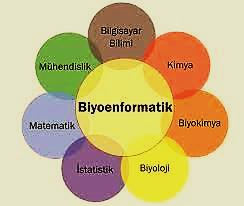 Bilgisayar
Bilimi
Mühendislik
Kimya
Biyoenformatik
Matematik
Biyokimya
İstatistik
Biyoloji